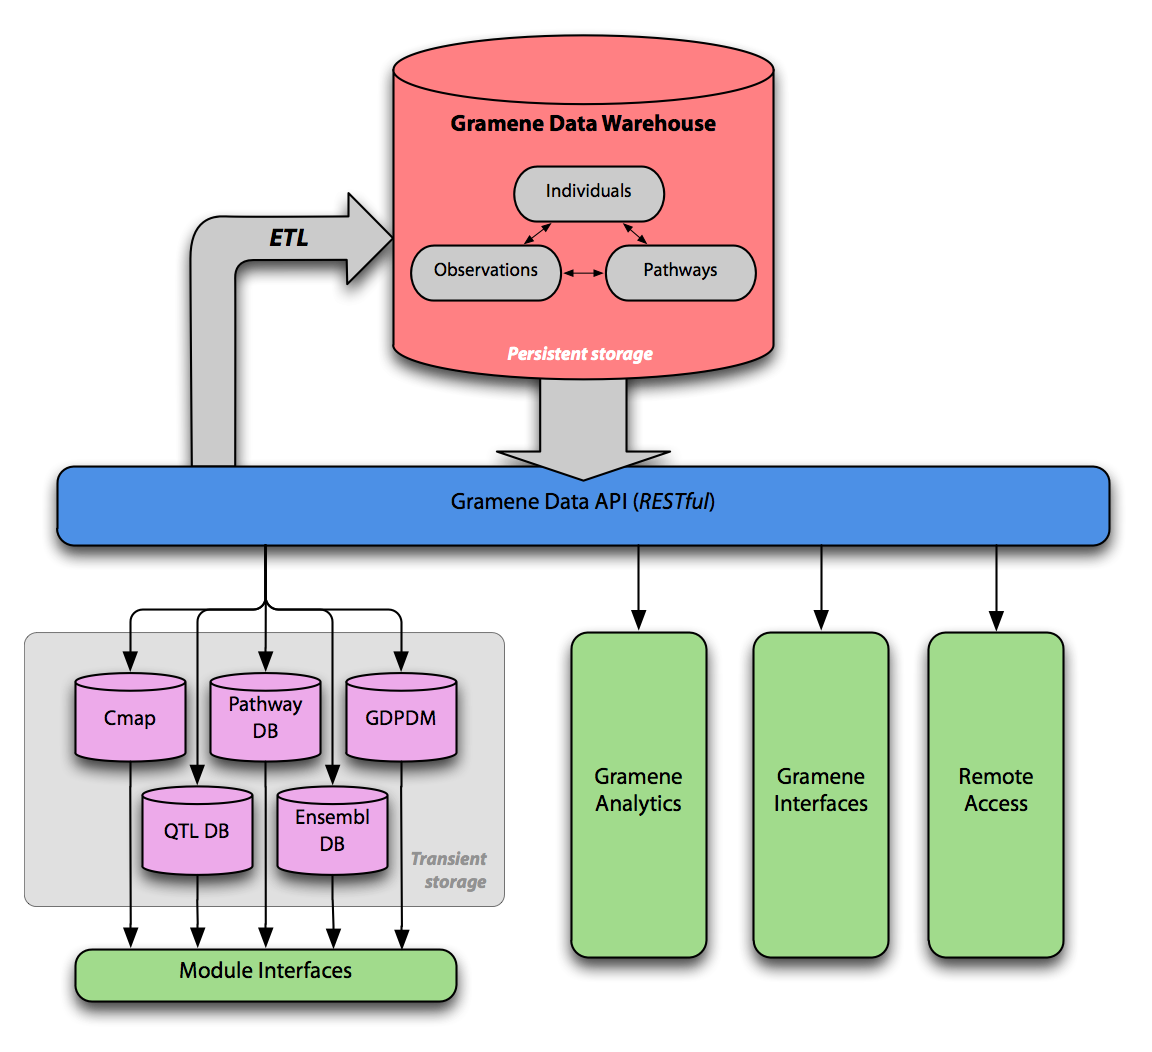 Gramene Data Warehouse
Individuals
Observations
Pathways
ETL
Persistent storage
Gramene Data API (RESTful)
Cmap
Pathway
DB
GDPDM
QTL DB
Ensembl
DB
Transient
storage
Module Interfaces
Gramene
Analytics
Gramene
Interfaces
Remote
Access